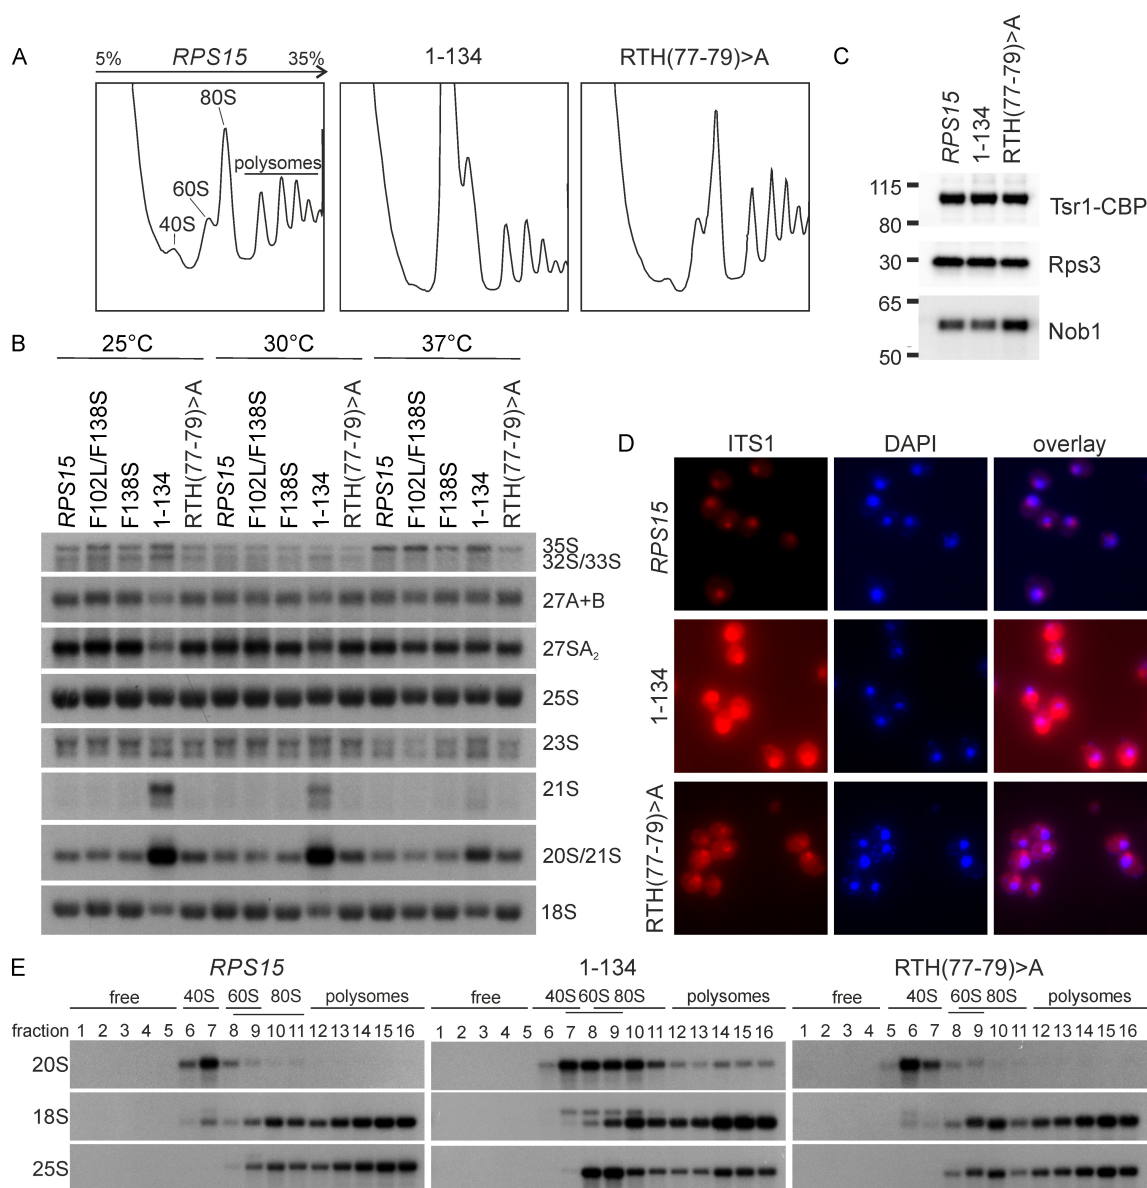 A
5% RPS15 35%
1-134
RTH(77-79)>A
80S
polysomes
60S
40S
C
RPS15
1-134
RTH(77-79)>A
115
80
Tsr1-CBP
30
Rps3
65
50
Nob1
B
25°C 30°C 37°C
RPS15 F102L/F138S F138S 1-134 RTH(77-79)>A RPS15 F102L/F138S F138S 1-134 RTH(77-79)>A RPS15 F102L/F138S F138S 1-134 RTH(77-79)>A
35S
32S/33S
27A+B
27SA2
25S
23S
21S
20S/21S
18S
D
ITS1 DAPI overlay
RPS15
1-134
RTH(77-79)>A
E
RPS15 1-134 RTH(77-79)>A
free 40S 60S 80S polysomes free 40S 60S 80S polysomes free 40S 60S 80S polysomes
fraction 1 2 3 4 5 6 7 8 9 10 11 12 13 14 15 16 1 2 3 4 5 6 7 8 9 10 11 12 13 14 15 16 1 2 3 4 5 6 7 8 9 10 11 12 13 14 15 16
20S
18S
25S